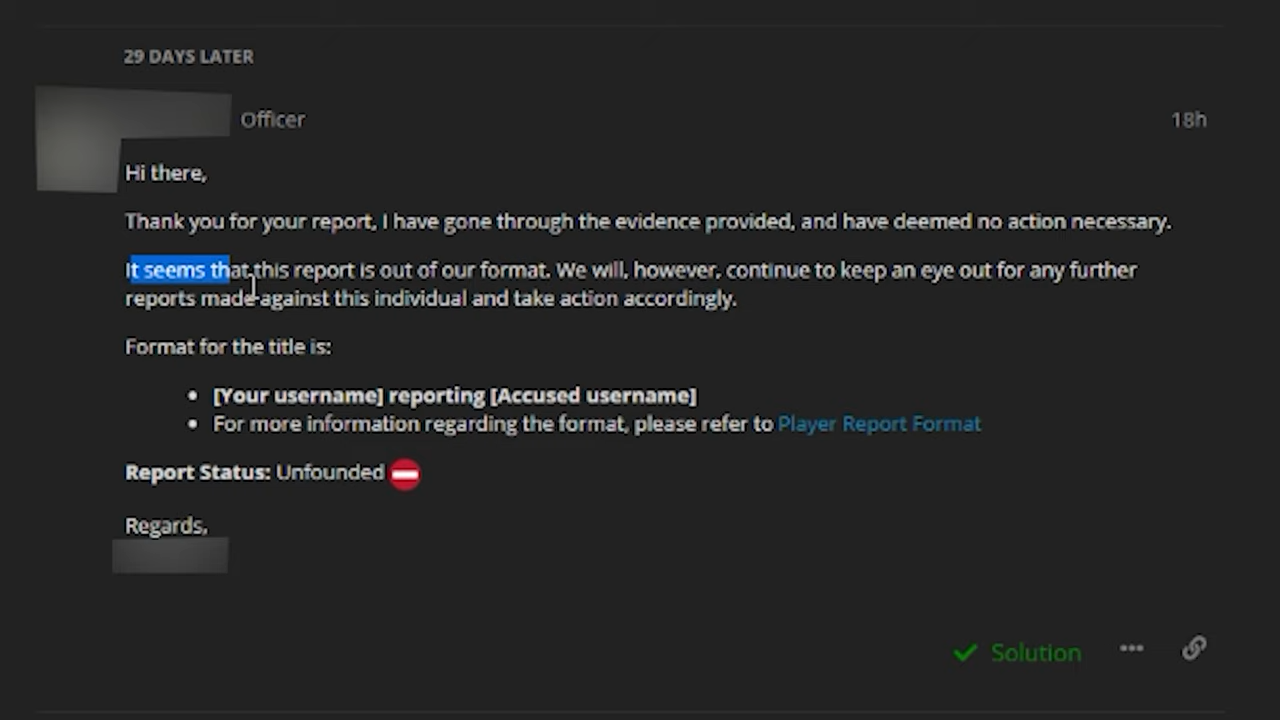 29 DAYS LATER
Officer
18h
Hi there,
Thank you for your report, I have gone through the evidence provided, and have deemed no action necessary.
It seems that this report is out of our format. We will, however, continue to keep an eye out for any further
reports made against this individual and take action accordingly.
Format for the title is:
• [Your username] reporting [Accused username]
• For more information regarding the format, please refer to Player Report Format
Report Status: Unfounded ⛔
Regards,
Solution